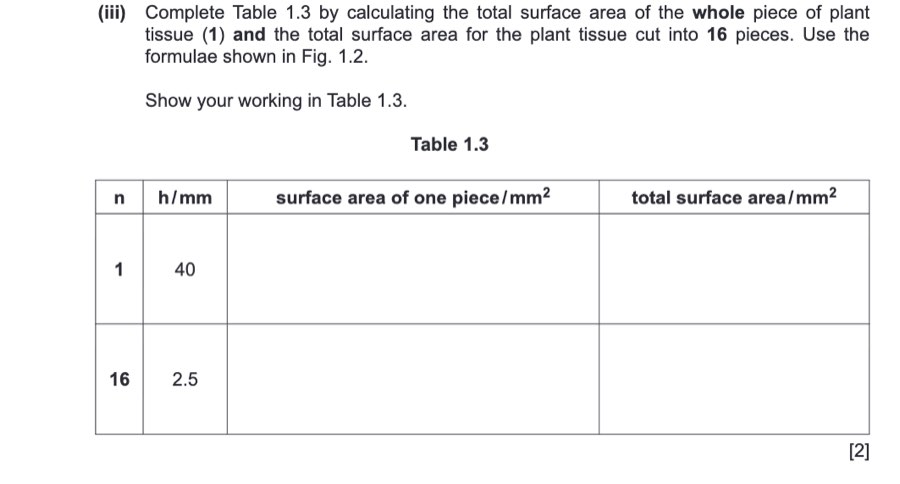 (iii) Complete Table 1.3 by calculating the total surface area of the whole piece of plant
tissue (1) and the total surface area for the plant tissue cut into 16 pieces. Use the
formulae shown in Fig. 1.2.
Show your working in Table 1.3.
Table 1.3
n h/mm surface area of one piece/mm² total surface area/mm²
1 40
16 2.5
[2]